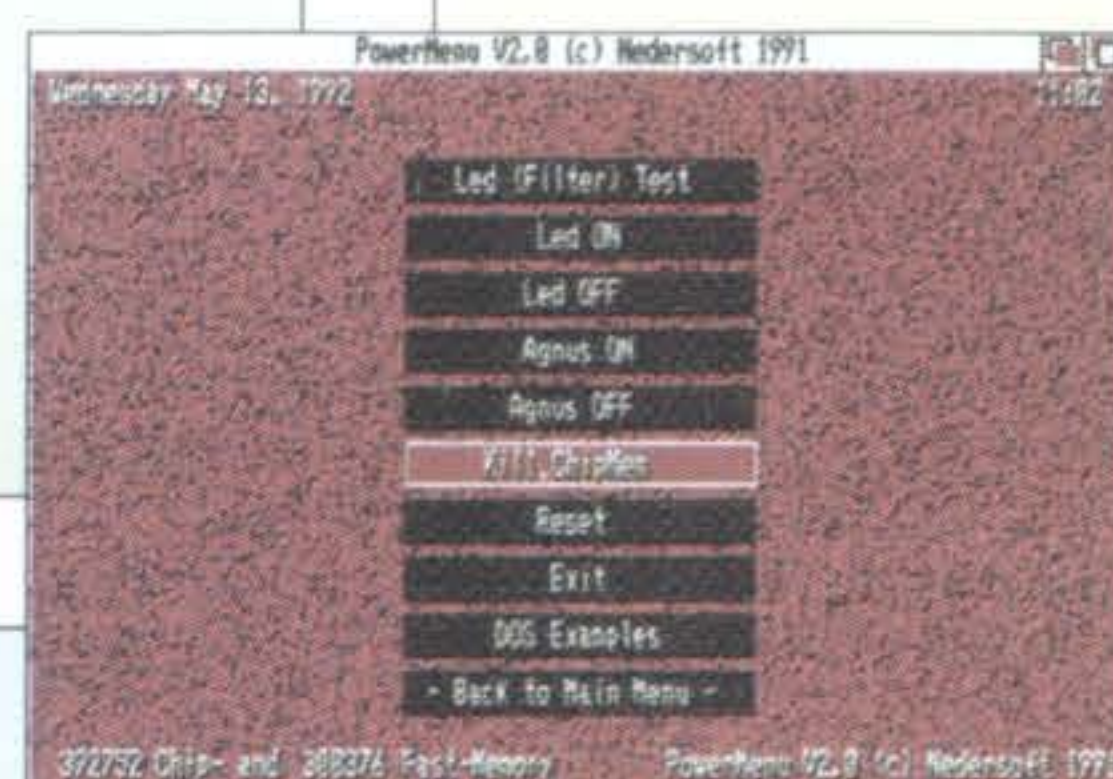 PowerMenu V2.0 (c) Nedersoft 1991
Wednesday May 13, 1992
Led (Filter) Test
Led ON
Led OFF
Agnus ON
Agnus OFF
Kill ChipMem
Reset
Exit
DOS Examples
- Back to Main Menu -
Chip- and Fast-Memory PowerMenu V2.0 (c) Nedersoft 199